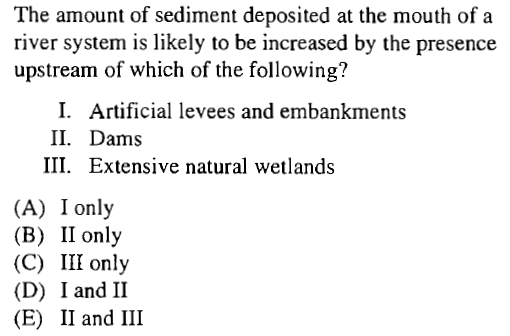 The amount of sediment deposited at the mouth of a
river system is likely to be increased by the presence
upstream of which of the following?
I. Artificial levees and embankments
II. Dams
III. Extensive natural wetlands
(A) I only
(B) II only
(C) III only
(D) I and II
(E) II and III